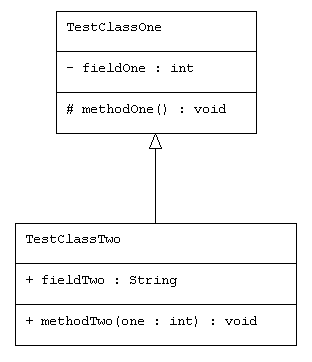 TestClassOne
- fieldOne : int
# methodOne() : void
TestClassTwo
+ fieldTwo : String
+ methodTwo(one : int) : void